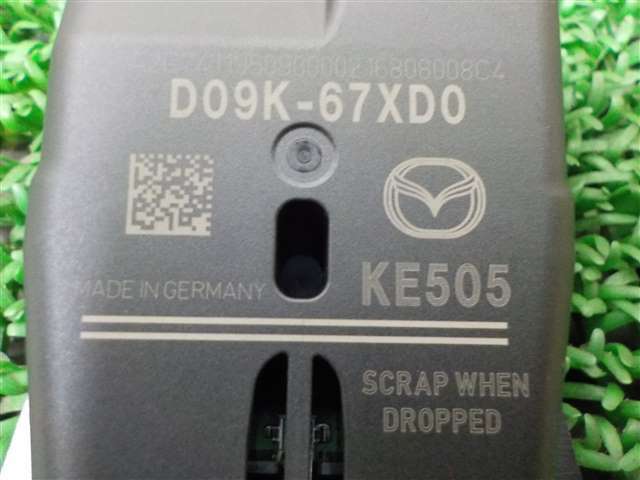 D09K-67XD0
MADE IN GERMANY
KE505
SCRAP WHEN
DROPPED